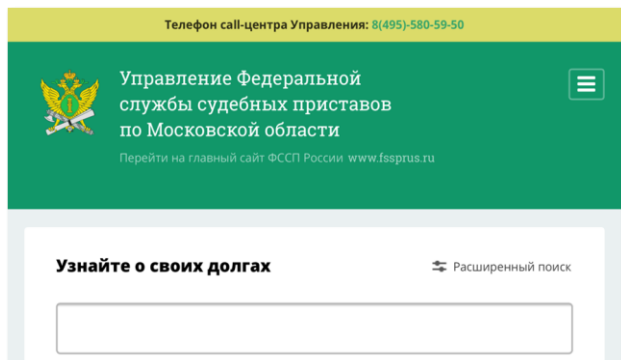 Телефон call-центра Управления: 8(495)-580-59-50
Управление Федеральной
службы судебных приставов
по Московской области
Перейти на главный сайт ФССП России www.fssprus.ru
Узнайте о своих долгах
Расширенный поиск